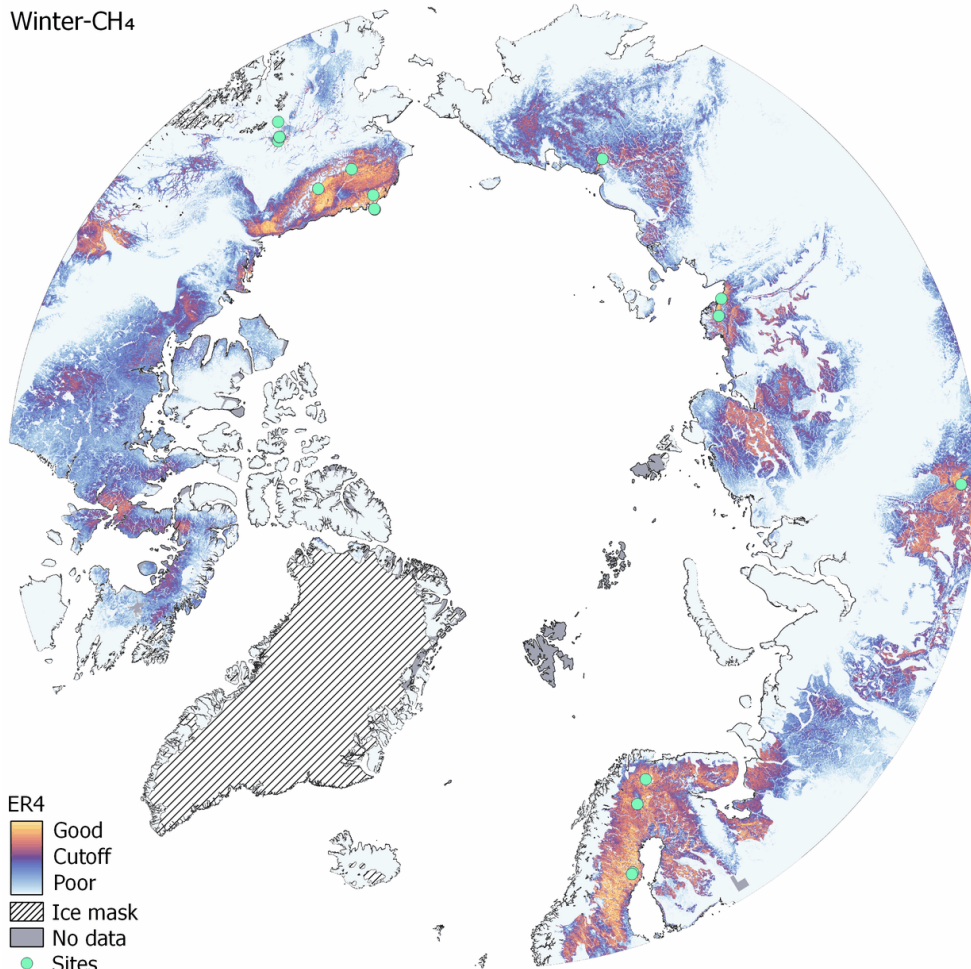 Winter-CH₄
ER4
Good
Cutoff
Poor
Ice mask
No data
Sites